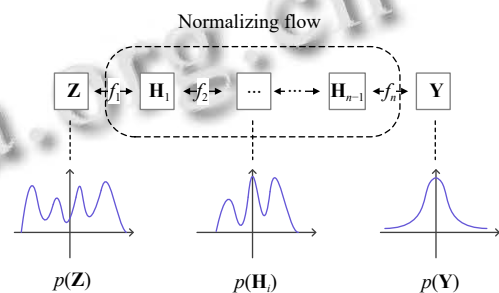 Normalizing flow
Z f₁ H₁ f₂ ... ... Hₙ₋₁ fₙ Y
p(Z) p(Hᵢ) p(Y)